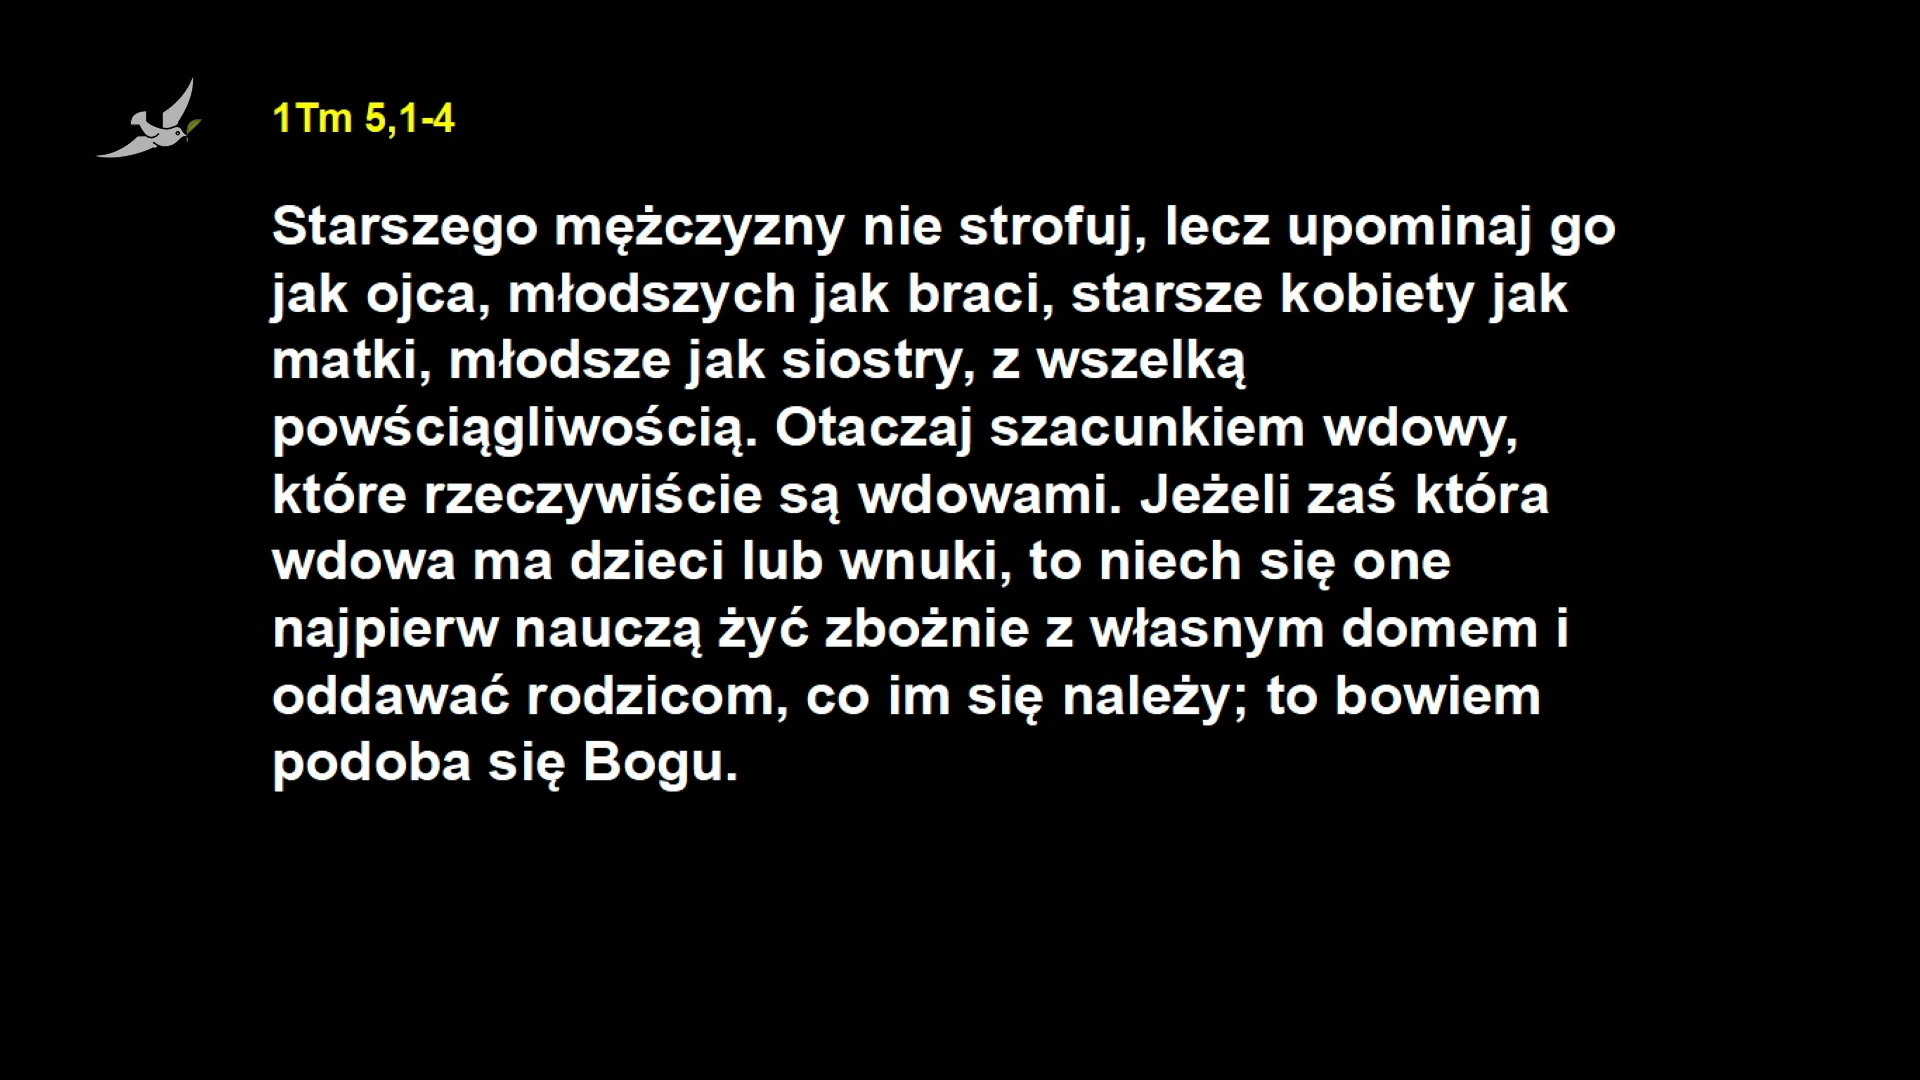 1Tm 5,1-4
Starszego mężczyzny nie strofuj, lecz upominaj go
jak ojca, młodszych jak braci, starsze kobiety jak
matki, młodsze jak siostry, z wszelką
powściągliwością. Otaczaj szacunkiem wdowy,
które rzeczywiście są wdowami. Jeżeli zaś która
wdowa ma dzieci lub wnuki, to niech się one
najpierw nauczą żyć zbożnie z własnym domem i
oddawać rodzicom, co im się należy; to bowiem
podoba się Bogu.